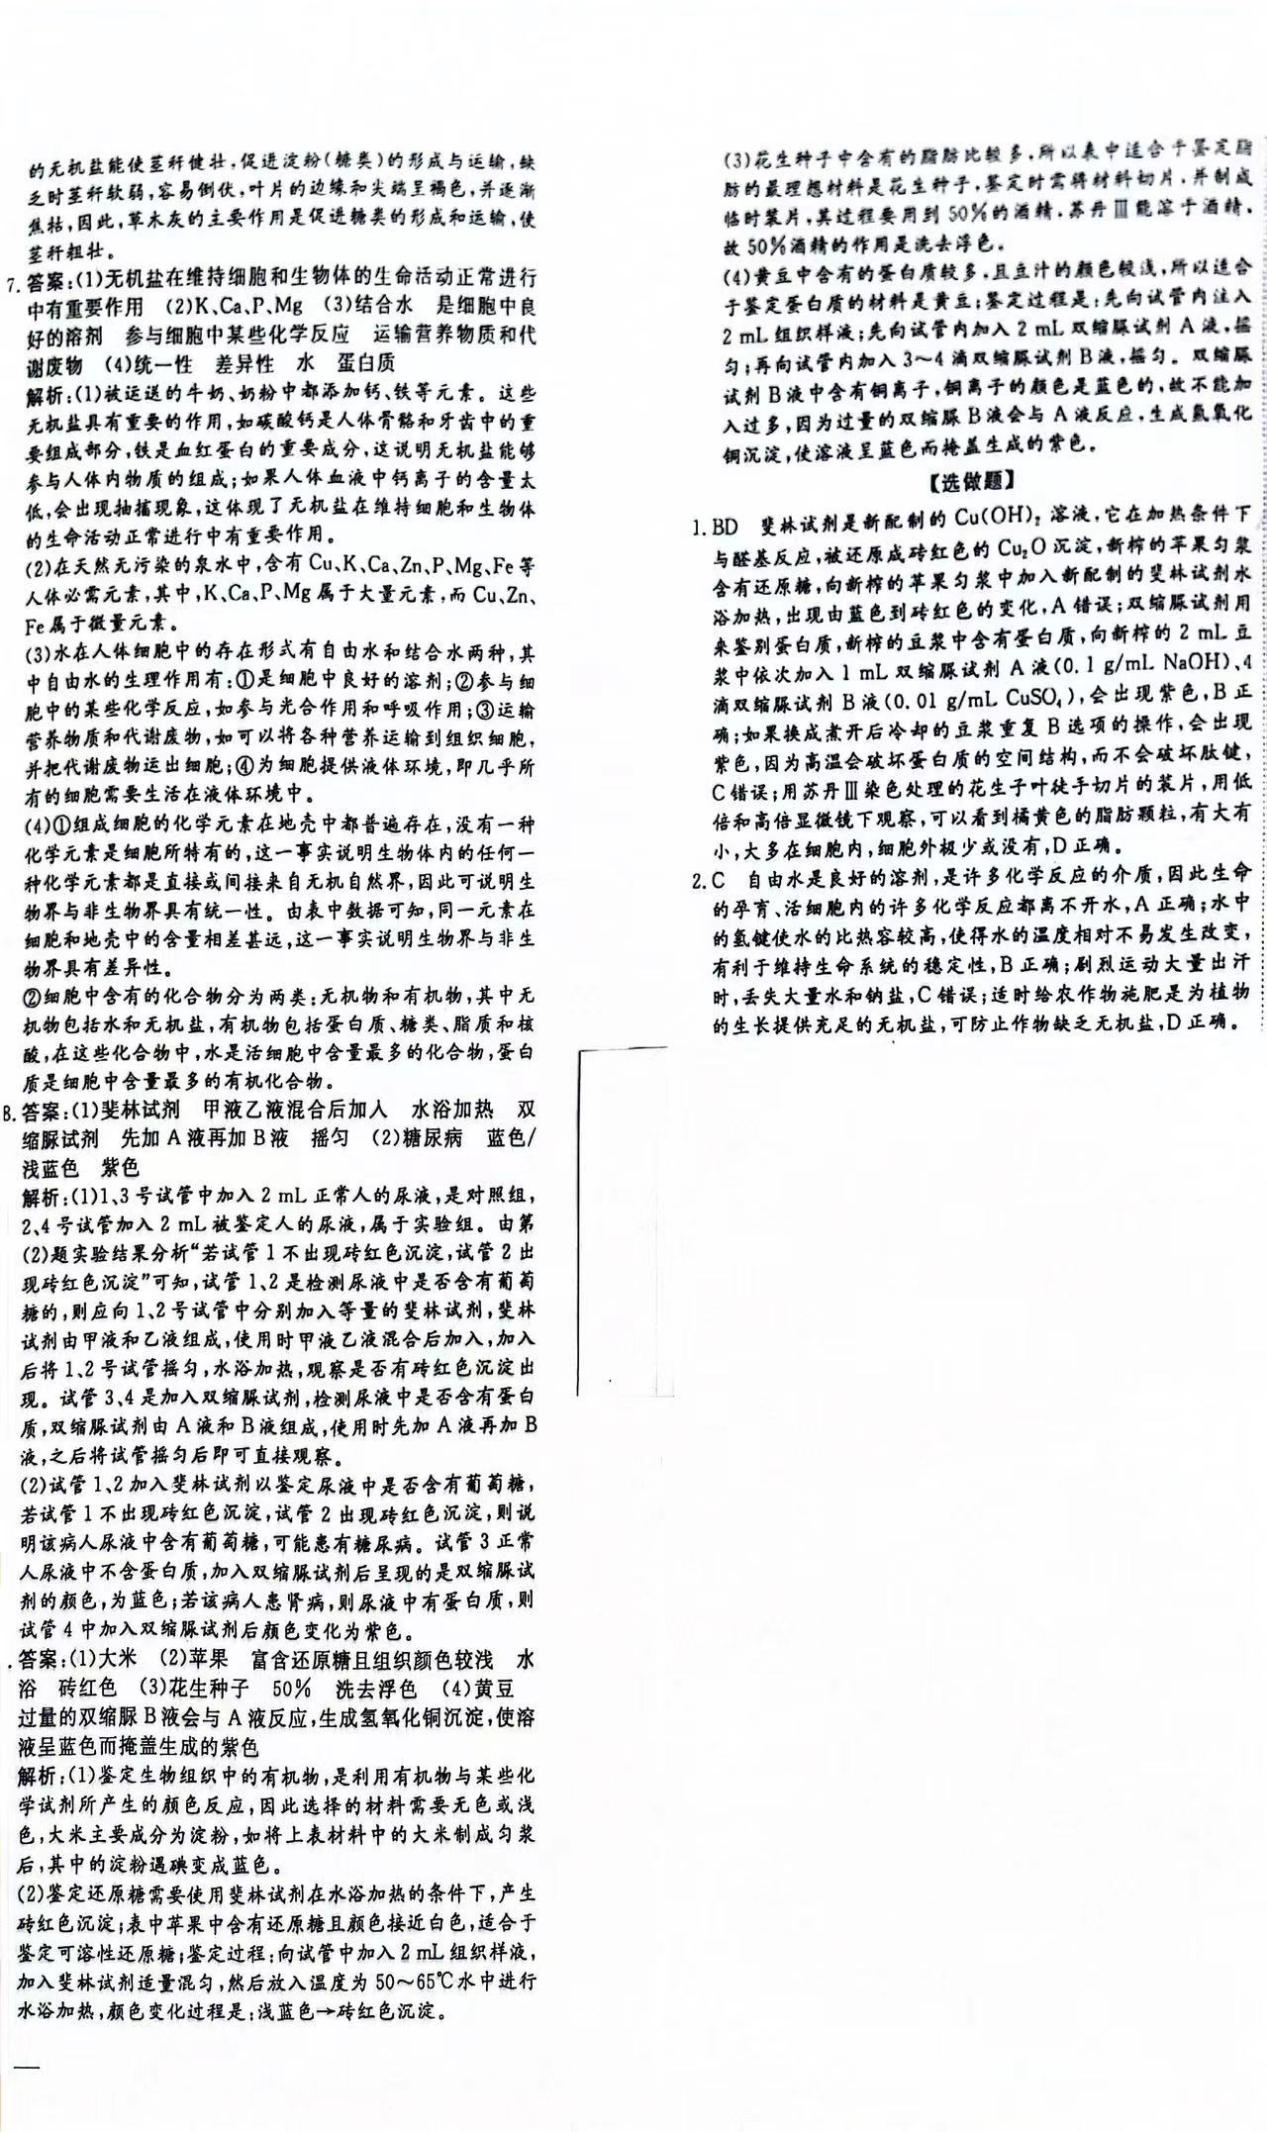 的无机盐能使茎秆健壮,促进淀粉(糖类)的形成与运输,缺
乏时茎秆软弱,容易倒伏,叶片的边缘和尖端呈褐色,并逐渐
焦枯,因此,草木灰的主要作用是促进糖类的形成和运输,使
茎秆粗壮。
7. 答案:(1)无机盐在维持细胞和生物体的生命活动正常进行
中有重要作用 (2)K、Ca、P、Mg (3)结合水 是细胞中良
好的溶剂 参与细胞中某些化学反应 运输营养物质和代
谢废物 (4)统一性 差异性 水 蛋白质
解析:(1)被运送的牛奶、奶粉中都添加钙、铁等元素。这些
无机盐具有重要的作用,如碳酸钙是人体骨骼和牙齿中的重
要组成部分,铁是血红蛋白的重要成分,这说明无机盐能够
参与人体内物质的组成;如果人体血液中钙离子的含量太
低,会出现抽搐现象,这体现了无机盐在维持细胞和生物体
的生命活动正常进行中有重要作用。
(2)在天然无污染的泉水中,含有 Cu、K、Ca、Zn、P、Mg、Fe 等
人体必需元素,其中,K、Ca、P、Mg 属于大量元素,而 Cu、Zn、
Fe 属于微量元素。
(3)水在人体细胞中的存在形式有自由水和结合水两种,其
中自由水的生理作用有:①是细胞中良好的溶剂;②参与细
胞中的某些化学反应,如参与光合作用和呼吸作用;③运输
营养物质和代谢废物,如可以将各种营养运输到组织细胞,
并把代谢废物运出细胞;④为细胞提供液体环境,即几乎所
有的细胞需要生活在液体环境中。
(4)①组成细胞的化学元素在地壳中都普遍存在,没有一种
化学元素是细胞所特有的,这一事实说明生物体内的任何一
种化学元素都是直接或间接来自无机自然界,因此可说明生
物界与非生物界具有统一性。由表中数据可知,同一元素在
细胞和地壳中的含量相差甚远,这一事实说明生物界与非生
物界具有差异性。
②细胞中含有的化合物分为两类:无机物和有机物,其中无
机物包括水和无机盐,有机物包括蛋白质、糖类、脂质和核
酸,在这些化合物中,水是活细胞中含量最多的化合物,蛋白
质是细胞中含量最多的有机化合物。
8. 答案:(1)斐林试剂 甲液乙液混合后加入 水浴加热 双
缩脲试剂 先加 A 液再加 B 液 摇匀 (2)糖尿病 蓝色/
浅蓝色 紫色
解析:(1)1、3 号试管中加入 2 mL 正常人的尿液,是对照组,
2、4 号试管加入 2 mL 被鉴定人的尿液,属于实验组。由第
(2)题实验结果分析“若试管 1 不出现砖红色沉淀,试管 2 出
现砖红色沉淀”可知,试管 1、2 是检测尿液中是否含有葡萄
糖的,则应向 1、2 号试管中分别加入等量的斐林试剂,斐林
试剂由甲液和乙液组成,使用时甲液乙液混合后加入,加入
后将 1、2 号试管摇匀,水浴加热,观察是否有砖红色沉淀出
现。试管 3、4 是加入双缩脲试剂,检测尿液中是否含有蛋白
质,双缩脲试剂由 A 液和 B 液组成,使用时先加 A 液再加 B
液,之后将试管摇匀后即可直接观察。
(2)试管 1、2 加入斐林试剂以鉴定尿液中是否含有葡萄糖,
若试管 1 不出现砖红色沉淀,试管 2 出现砖红色沉淀,则说
明该病人尿液中含有葡萄糖,可能患有糖尿病。试管 3 正常
人尿液中不含蛋白质,加入双缩脲试剂后呈现的是双缩脲试
剂的颜色,为蓝色;若该病人患肾病,则尿液中有蛋白质,则
试管 4 中加入双缩脲试剂后颜色变化为紫色。
. 答案:(1)大米 (2)苹果 富含还原糖且组织颜色较浅 水
浴 砖红色 (3)花生种子 50% 洗去浮色 (4)黄豆
过量的双缩脲 B 液会与 A 液反应,生成氢氧化铜沉淀,使溶
液呈蓝色而掩盖生成的紫色
解析:(1)鉴定生物组织中的有机物,是利用有机物与某些化
学试剂所产生的颜色反应,因此选择的材料需要无色或浅
色,大米主要成分为淀粉,如将上表材料中的大米制成匀浆
后,其中的淀粉遇碘变成蓝色。
(2)鉴定还原糖需要使用斐林试剂在水浴加热的条件下,产生
砖红色沉淀;表中苹果中含有还原糖且颜色接近白色,适合于
鉴定可溶性还原糖;鉴定过程:向试管中加入 2 mL 组织样液,
加入斐林试剂适量混匀,然后放入温度为 50～65℃水中进行
水浴加热,颜色变化过程是:浅蓝色→砖红色沉淀。
(3)花生种子中含有的脂肪比较多,所以表中适合于鉴定脂
肪的最理想材料是花生种子,鉴定时需将材料切片,并制成
临时装片,其过程要用到 50%的酒精,苏丹Ⅲ能溶于酒精,
故 50%酒精的作用是洗去浮色。
(4)黄豆中含有的蛋白质较多,且豆汁的颜色较浅,所以适合
于鉴定蛋白质的材料是黄豆;鉴定过程是:先向试管内注入
2 mL 组织样液;先向试管内加入 2 mL 双缩脲试剂 A 液,摇
匀;再向试管内加入 3～4 滴双缩脲试剂 B 液,摇匀。双缩脲
试剂 B 液中含有铜离子,铜离子的颜色是蓝色的,故不能加
入过多,因为过量的双缩脲 B 液会与 A 液反应,生成氢氧化
铜沉淀,使溶液呈蓝色而掩盖生成的紫色。
【选做题】
1. BD 斐林试剂是新配制的 Cu(OH)₂ 溶液,它在加热条件下
与醛基反应,被还原成砖红色的 Cu₂O 沉淀,新榨的苹果匀浆
含有还原糖,向新榨的苹果匀浆中加入新配制的斐林试剂水
浴加热,出现由蓝色到砖红色的变化,A 错误;双缩脲试剂用
来鉴别蛋白质,新榨的豆浆中含有蛋白质,向新榨的 2 mL 豆
浆中依次加入 1 mL 双缩脲试剂 A 液(0.1 g/mL NaOH)、4
滴双缩脲试剂 B 液(0.01 g/mL CuSO₄),会出现紫色,B 正
确;如果换成煮开后冷却的豆浆重复 B 选项的操作,会出现
紫色,因为高温会破坏蛋白质的空间结构,而不会破坏肽键,
C 错误;用苏丹Ⅲ染色处理的花生子叶徒手切片的装片,用低
倍和高倍显微镜下观察,可以看到橘黄色的脂肪颗粒,有大有
小,大多在细胞内,细胞外极少或没有,D 正确。
2. C 自由水是良好的溶剂,是许多化学反应的介质,因此生命
的孕育、活细胞内的许多化学反应都离不开水,A 正确;水中
的氢键使水的比热容较高,使得水的温度相对不易发生改变,
有利于维持生命系统的稳定性,B 正确;剧烈运动大量出汗
时,丢失大量水和钠盐,C 错误;适时给农作物施肥是为植物
的生长提供充足的无机盐,可防止作物缺乏无机盐,D 正确。